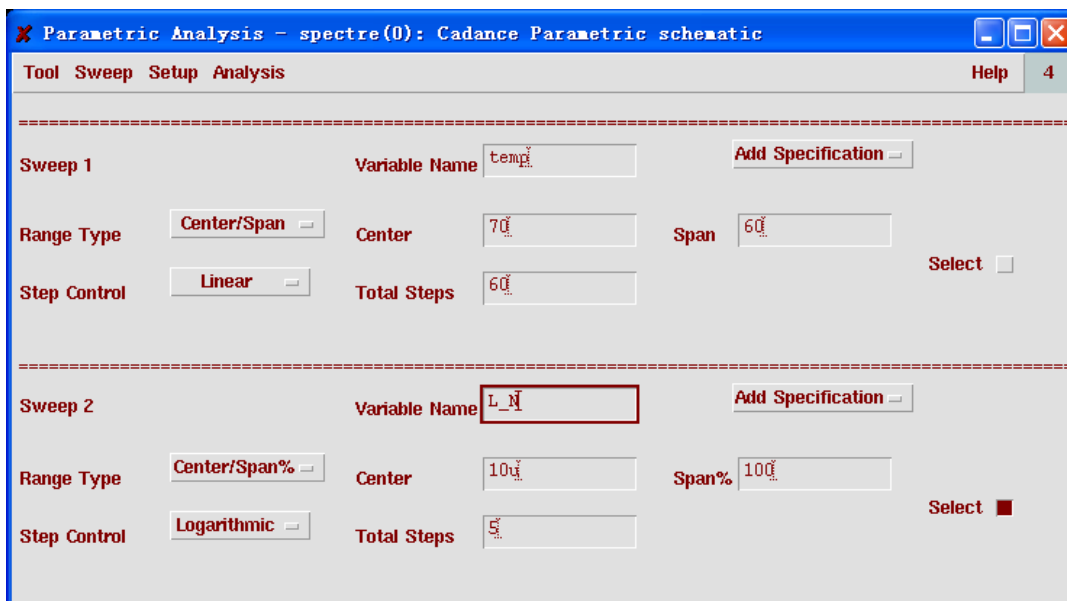 Parametric Analysis - spectre(0): Cadance Parametric schematic
Tool Sweep Setup Analysis Help 4
Sweep 1 Variable Name temp Add Specification
Range Type Center/Span Center 70 Span 60
Select
Step Control Linear Total Steps 60
Sweep 2 Variable Name L_N Add Specification
Range Type Center/Span% Center 10u Span% 100
Select
Step Control Logarithmic Total Steps 5